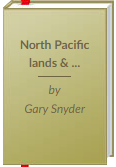 North Pacific
lands & ...
by
Gary Snyder